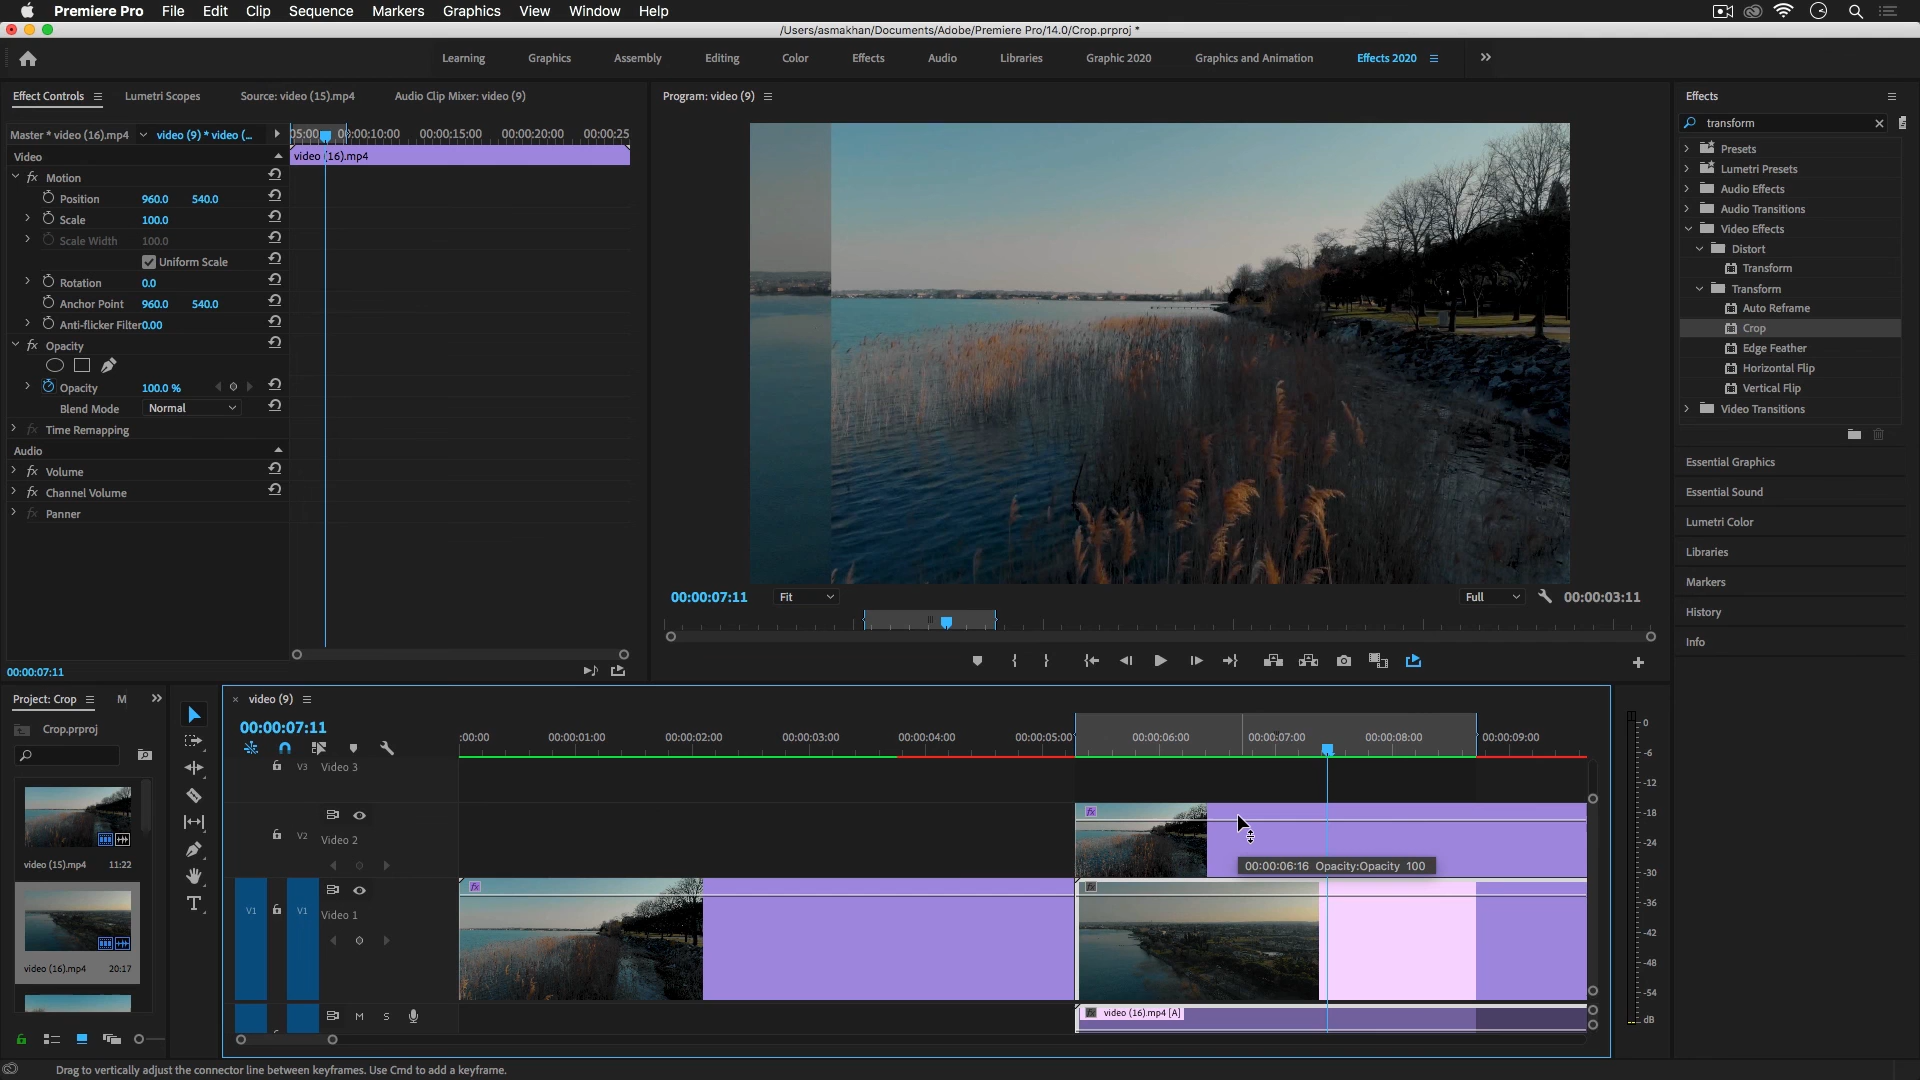 Premiere Pro File Edit Clip Sequence Markers Graphics View Window Help
/Users/asmakhan/Documents/Adobe/Premiere Pro/14.0/Crop.prproj *
Learning Graphics Assembly Editing Color Effects Audio Libraries Graphic 2020 Graphics and Animation Effects 2020
Effect Controls Lumetri Scopes Source: video (15).mp4 Audio Clip Mixer: video (9)
Master * video (16).mp4 video (9) * video (...
05:00 00:00:10:00 00:00:15:00 00:00:20:00 00:00:25
Video
video (16).mp4
fx Motion
Position 960.0 540.0
Scale 100.0
Scale Width 100.0
Uniform Scale
Rotation 0.0
Anchor Point 960.0 540.0
Anti-flicker Filter 0.00
fx Opacity
Opacity 100.0 %
Blend Mode Normal
fx Time Remapping
Audio
fx Volume
fx Channel Volume
fx Panner
00:00:07:11
Program: video (9)
00:00:07:11 Fit Full 00:00:03:11
Effects
transform
Presets
Lumetri Presets
Audio Effects
Audio Transitions
Video Effects
Distort
Transform
Transform
Auto Reframe
Crop
Edge Feather
Horizontal Flip
Vertical Flip
Video Transitions
Essential Graphics
Essential Sound
Lumetri Color
Libraries
Markers
History
Info
Project: Crop M
Crop.prproj
video (15).mp4 11:22
video (16).mp4 20:17
video (9)
00:00:07:11
:00:00 00:00:01:00 00:00:02:00 00:00:03:00 00:00:04:00 00:00:05:00 00:00:06:00 00:00:07:00 00:00:08:00 00:00:09:00
V3 Video 3
V2 Video 2
fx
00:00:06:16 Opacity:Opacity 100
V1 V1 Video 1
fx
fx
M S
fx video (16).mp4 [A]
0
-6
-12
-18
-24
-30
-36
-42
-48
-54
dB
Drag to vertically adjust the connector line between keyframes. Use Cmd to add a keyframe.